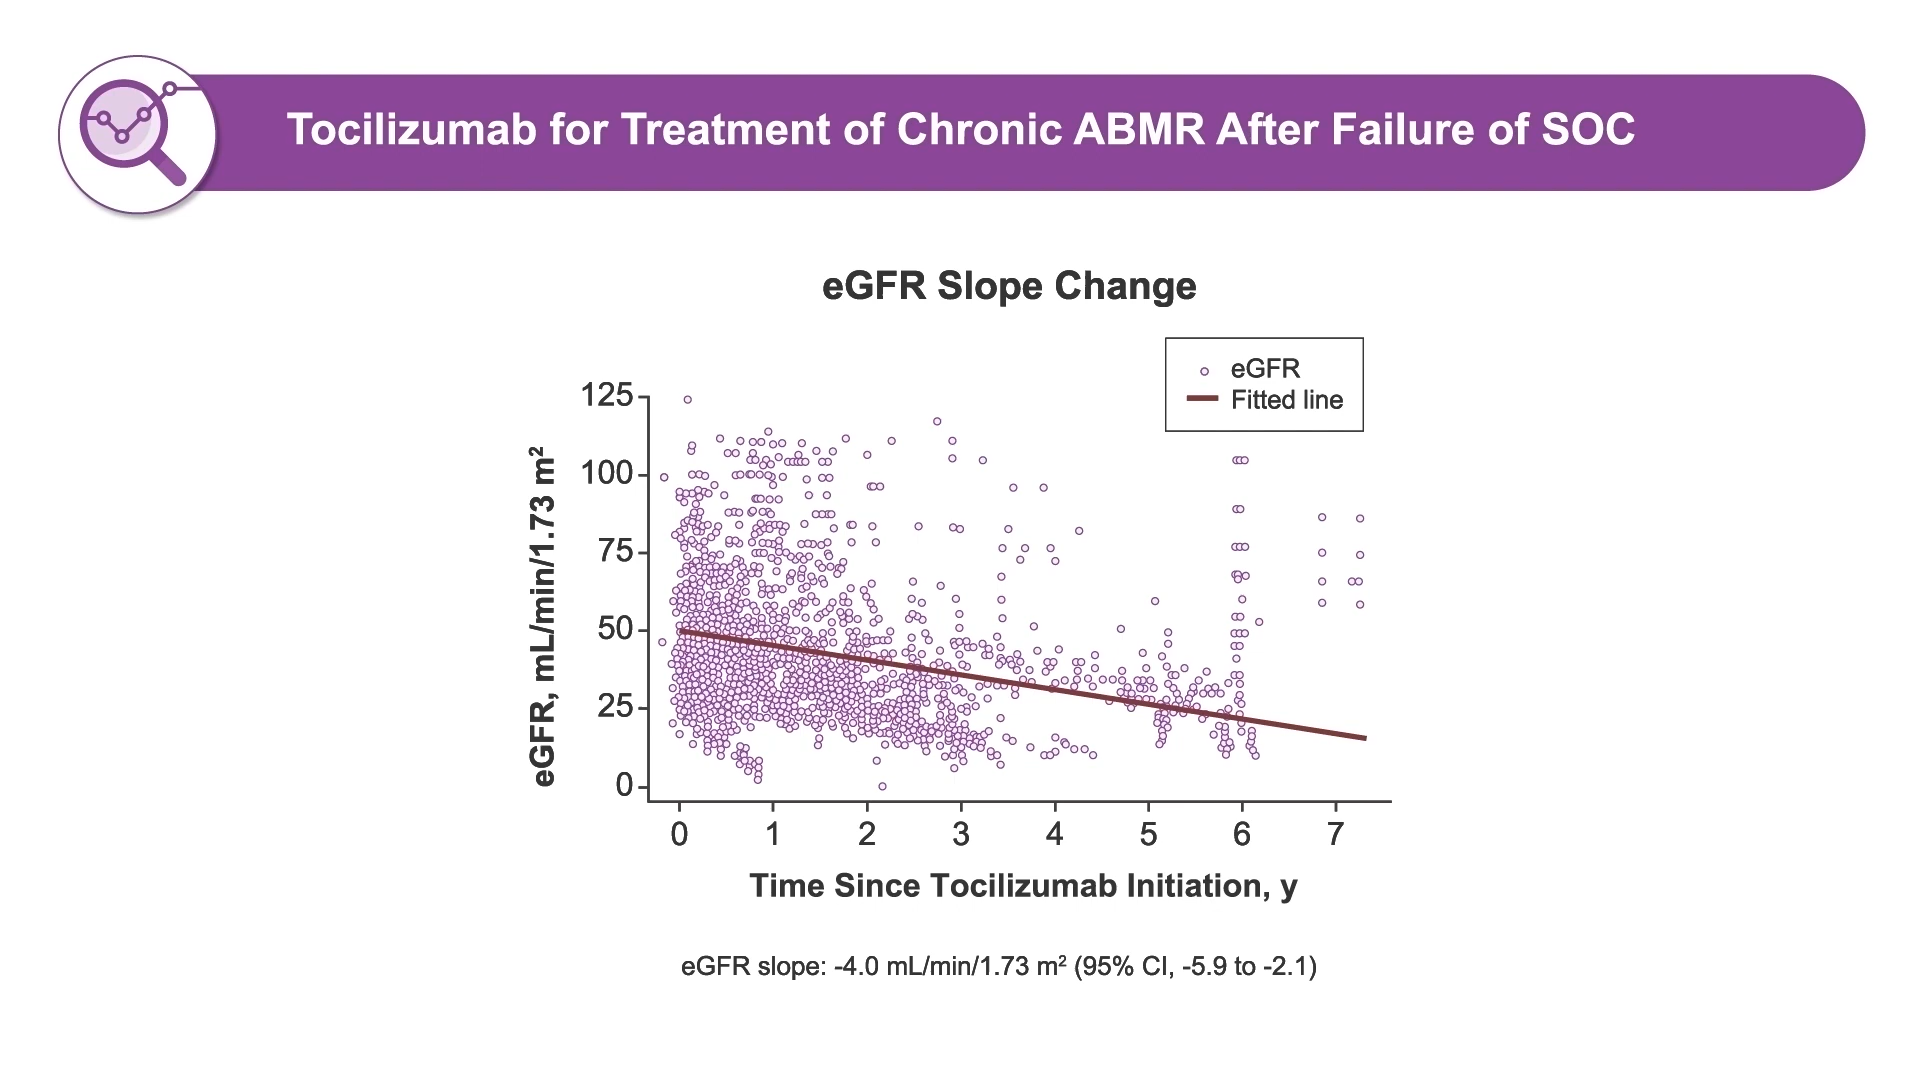 Tocilizumab for Treatment of Chronic ABMR After Failure of SOC
eGFR Slope Change
eGFR
Fitted line
125
100
75
50
25
0
eGFR, mL/min/1.73 m²
0 1 2 3 4 5 6 7
Time Since Tocilizumab Initiation, y
eGFR slope: -4.0 mL/min/1.73 m² (95% CI, -5.9 to -2.1)